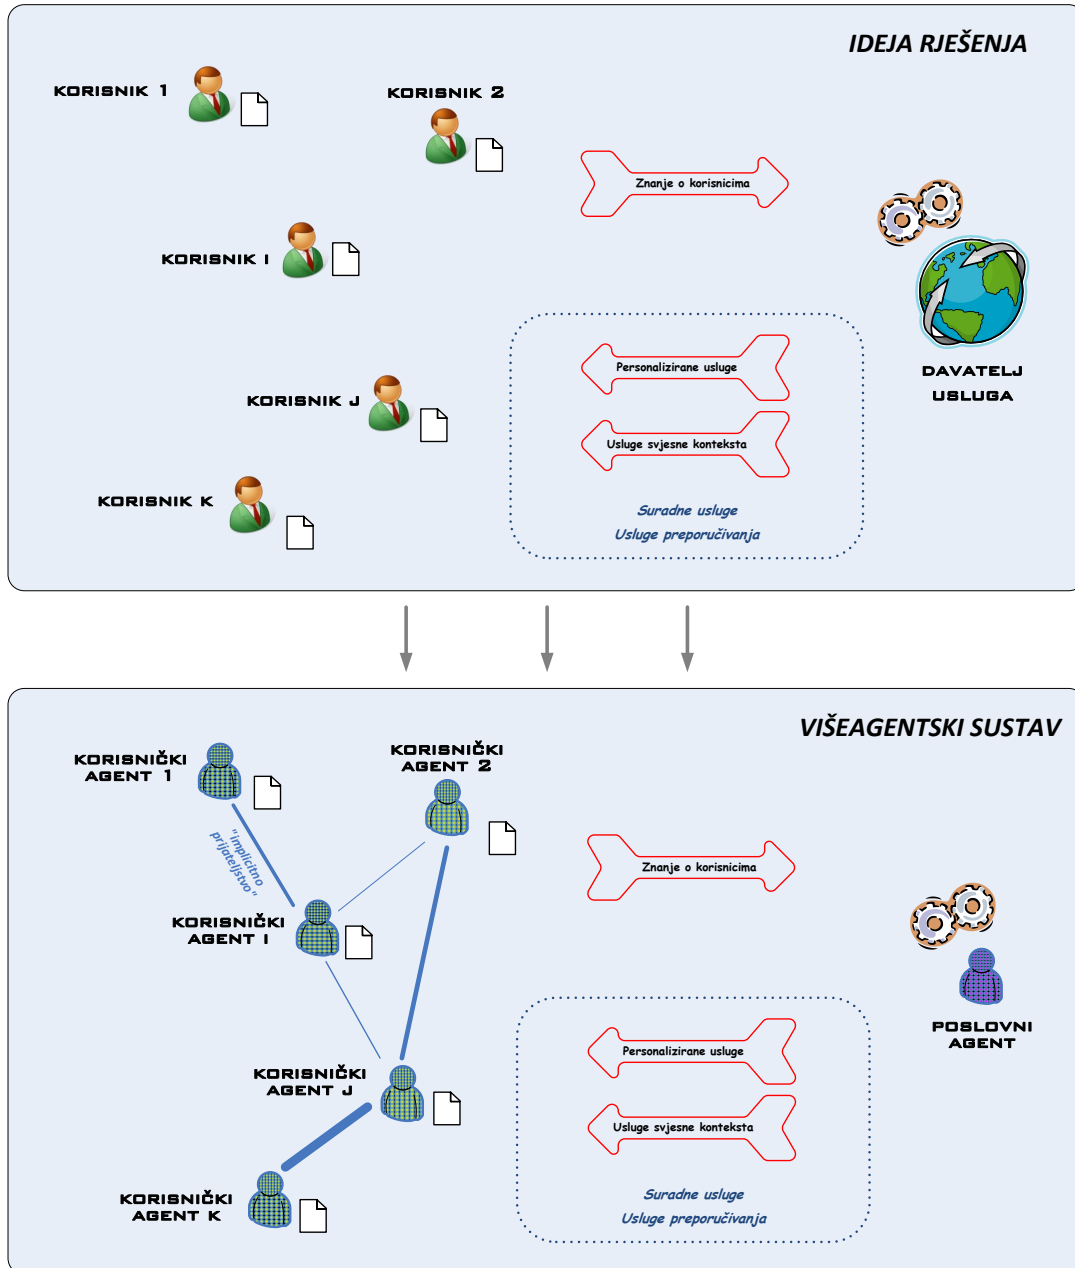 IDEJA RJEŠENJA
KORISNIK 1
KORISNIK 2
Znanje o korisnicima
KORISNIK I
Personalizirane usluge
DAVATELJ
USLUGA
KORISNIK J
Usluge svjesne konteksta
KORISNIK K
Suradne usluge
Usluge preporučivanja
VIŠEAGENTSKI SUSTAV
KORISNIČKI
AGENT 1
KORISNIČKI
AGENT 2
"implicitno
prijateljstvo"
Znanje o korisnicima
KORISNIČKI
AGENT I
POSLOVNI
AGENT
Personalizirane usluge
KORISNIČKI
AGENT J
Usluge svjesne konteksta
KORISNIČKI
AGENT K
Suradne usluge
Usluge preporučivanja